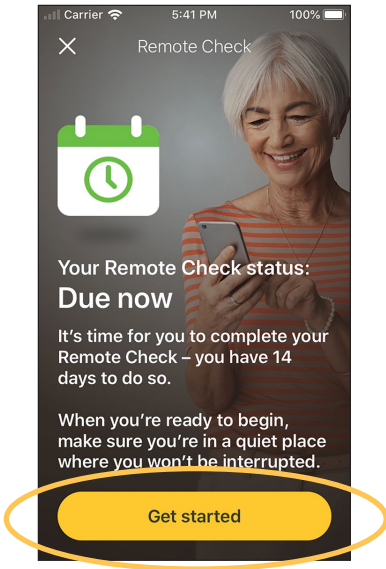 Carrier 5:41 PM 100%
Remote Check
Your Remote Check status:
Due now
It's time for you to complete your
Remote Check – you have 14
days to do so.
When you're ready to begin,
make sure you're in a quiet place
where you won't be interrupted.
Get started